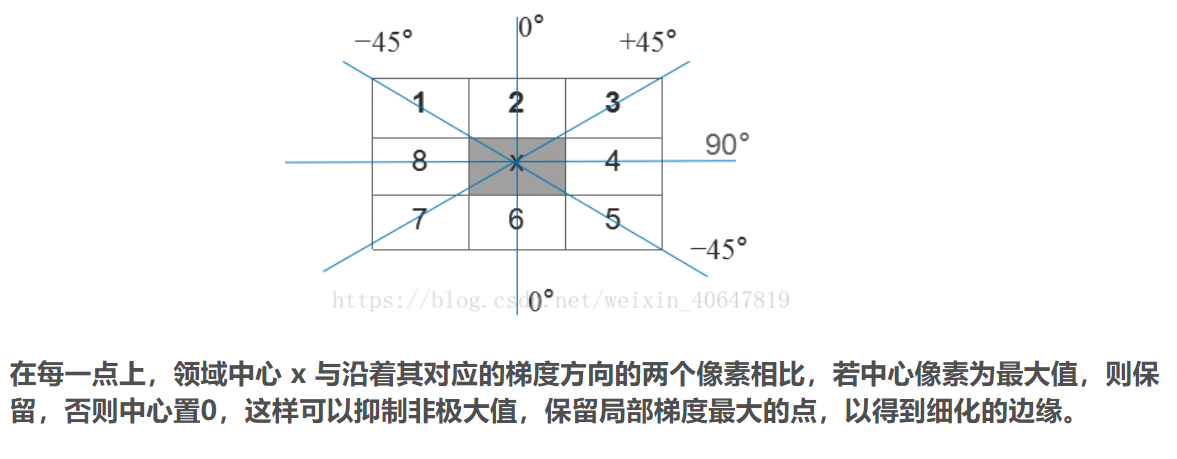 0°
−45°
+45°
1 2 3
90°
8 x 4
7 6 5
−45°
0°
https://blog.csdn.net/weixin_40647819
在每一点上，领域中心 x 与沿着其对应的梯度方向的两个像素相比，若中心像素为最大值，则保
留，否则中心置0，这样可以抑制非极大值，保留局部梯度最大的点，以得到细化的边缘。